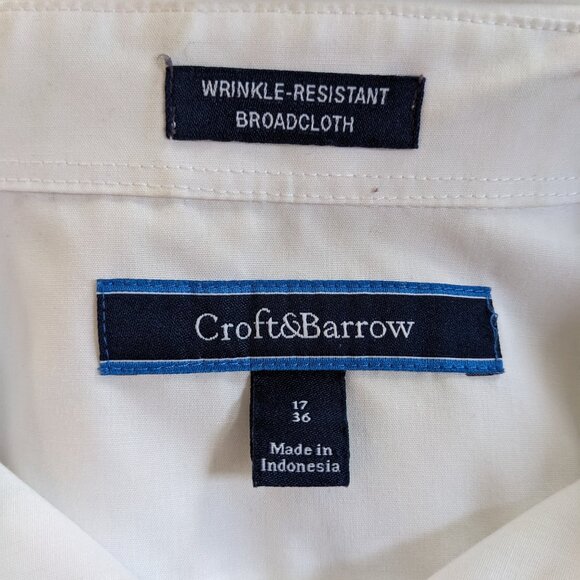 WRINKLE-RESISTANT
BROADCLOTH
Croft&Barrow
17
36
Made in
Indonesia